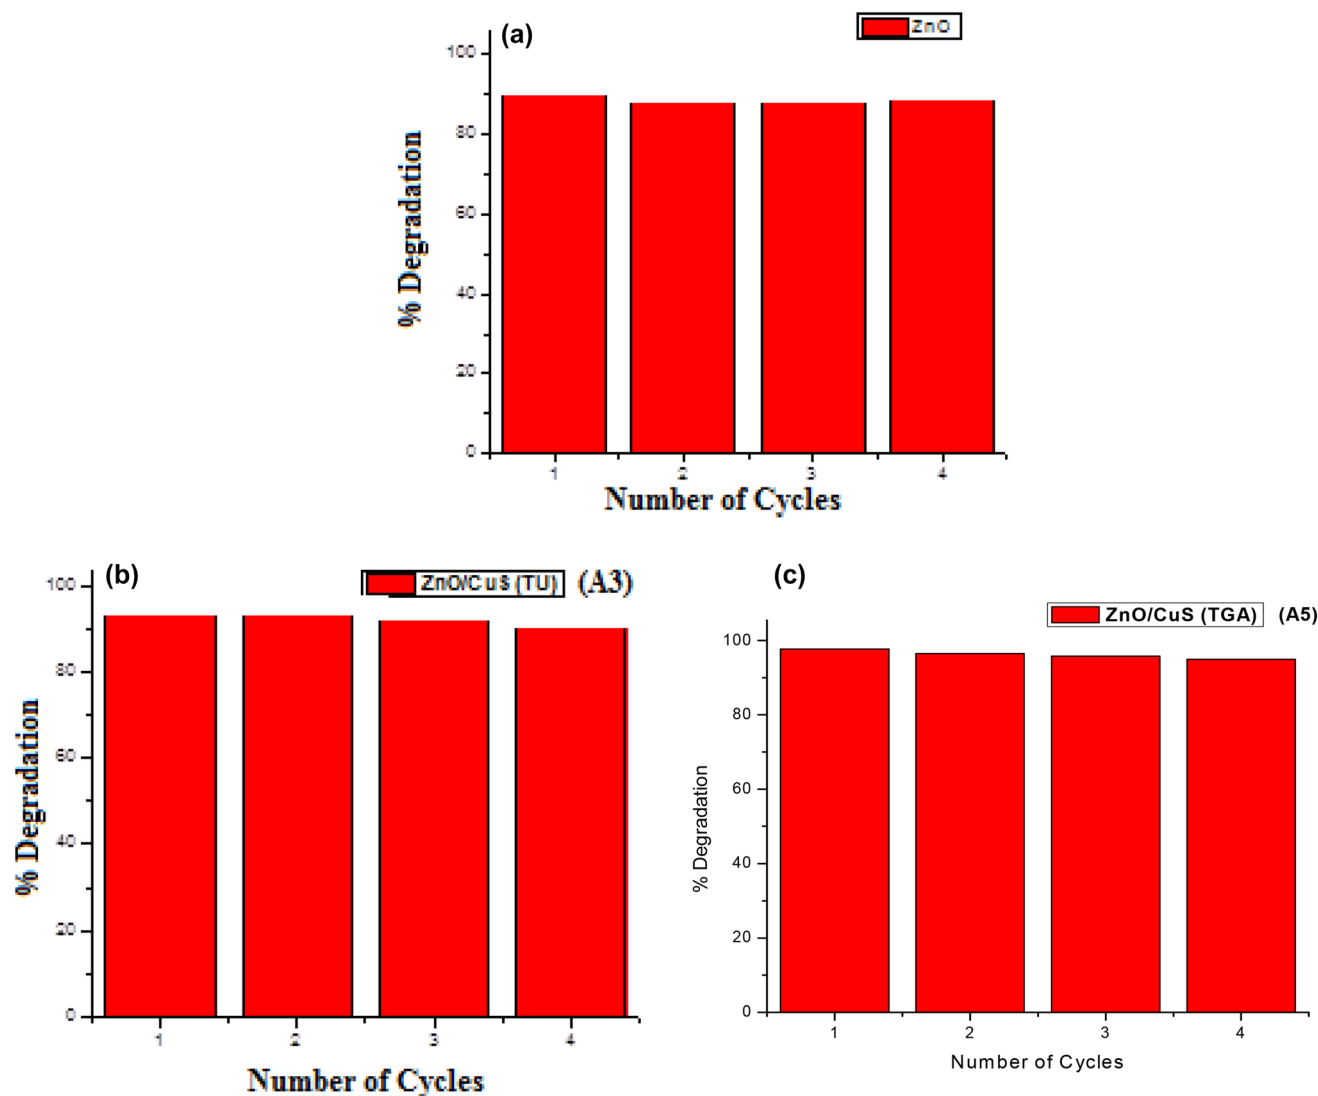 (a)
ZnO
100
80
60
40
20
0
% Degradation
1 2 3 4
Number of Cycles
(b)
ZnO/CuS (TU) (A3)
100
80
60
40
20
0
% Degradation
1 2 3 4
Number of Cycles
(c)
ZnO/CuS (TGA) (A5)
100
80
60
40
20
0
% Degradation
1 2 3 4
Number of Cycles